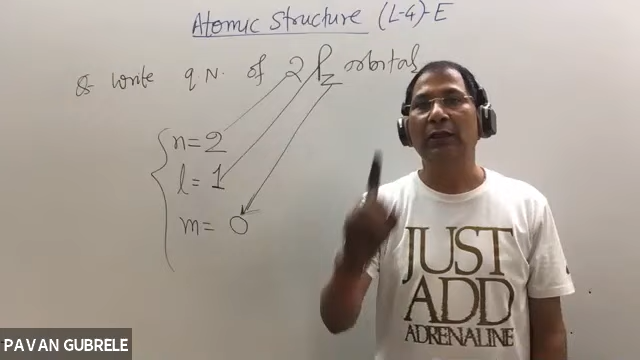 Atomic Structure (L-4)-E
Q Write q.N. of 2Pz orbital
n = 2
l = 1
m = 0
JUST
ADD
ADRENALINE
PAVAN GUBRELE